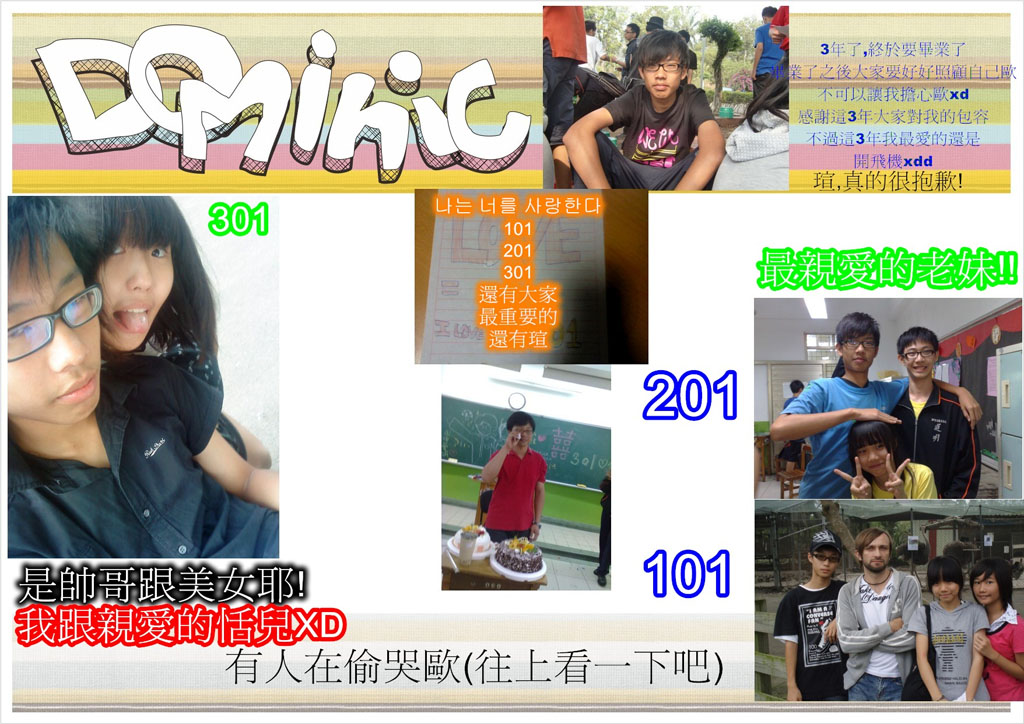 DOMiNiC
3年了,終於要畢業了
畢業了之後大家要好好照顧自己歐
不可以讓我擔心歐xd
感謝這3年大家對我的包容
不過這3年我最愛的還是
開飛機xdd
瑄,真的很抱歉!
301
나는 너를 사랑한다
101
201
301
還有大家
最重要的
還有瑄
LOVE
=
最親愛的老妹!!
201
囍
301
101
I AM A
CONVERSE
FAN
是帥哥跟美女耶!
我跟親愛的恬兒XD
有人在偷哭歐(往上看一下吧)